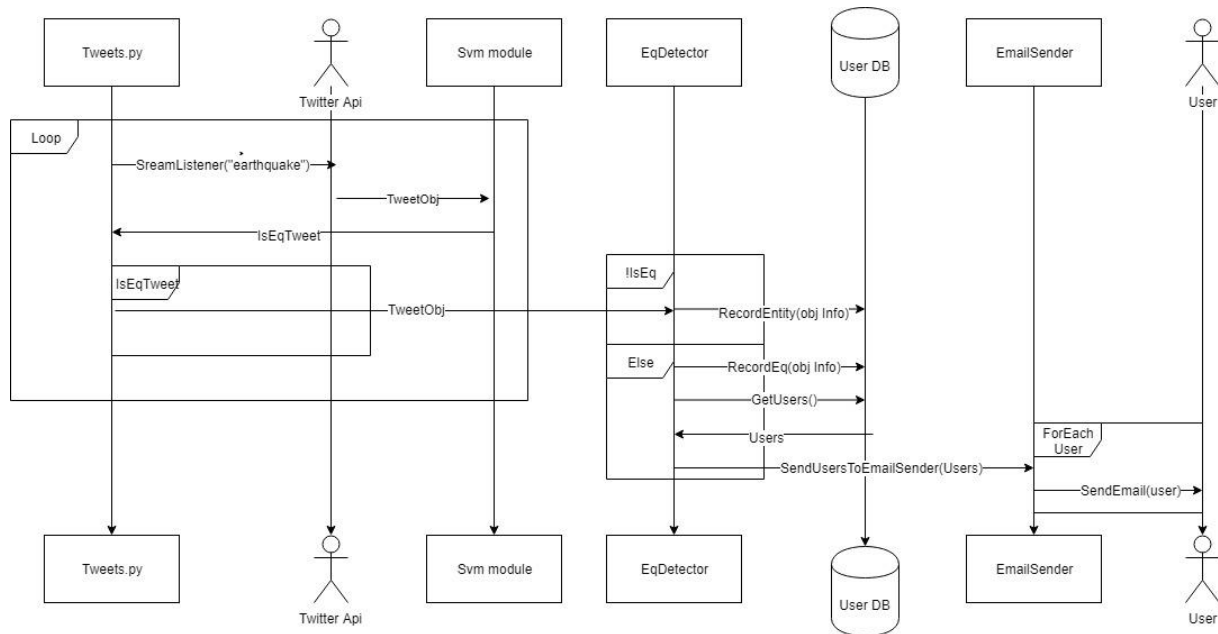 Tweets.py
Twitter Api
Svm module
EqDetector
User DB
EmailSender
User
Loop
SreamListener("earthquake")
TweetObj
IsEqTweet
IsEqTweet
TweetObj
!IsEq
RecordEntity(obj Info)
Else
RecordEq(obj Info)
GetUsers()
Users
SendUsersToEmailSender(Users)
ForEach
User
SendEmail(user)
Tweets.py
Twitter Api
Svm module
EqDetector
User DB
EmailSender
User